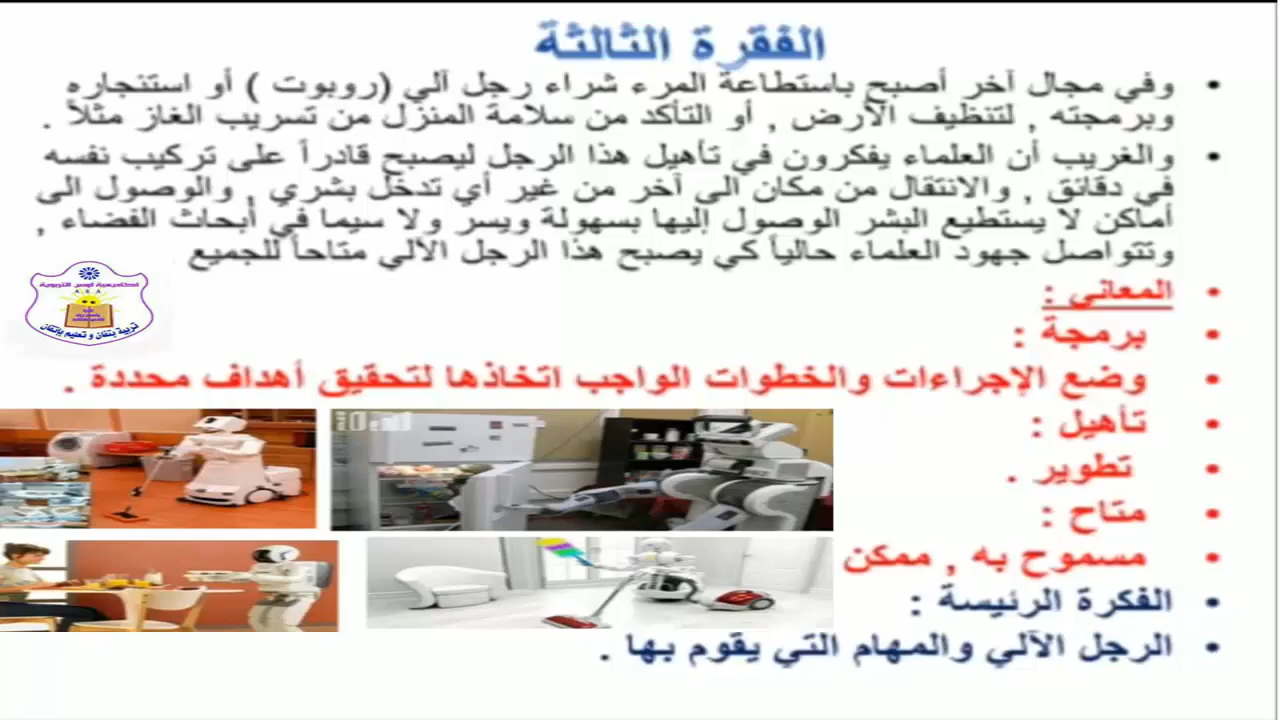 الفقرة الثالثة
• وفي مجال آخر أصبح باستطاعة المرء شراء رجل آلي (روبوت ) أو استئجاره
وبرمجته , لتنظيف الأرض , أو التأكد من سلامة المنزل من تسريب الغاز مثلاً .
• والغريب أن العلماء يفكرون في تأهيل هذا الرجل ليصبح قادراً على تركيب نفسه
في دقائق , والانتقال من مكان الى آخر من غير أي تدخل بشري , والوصول الى
أماكن لا يستطيع البشر الوصول إليها بسهولة ويسر ولا سيما في أبحاث الفضاء ,
وتتواصل جهود العلماء حالياً كي يصبح هذا الرجل الآلي متاحاً للجميع
• المعاني :
• برمجة :
• وضع الإجراءات والخطوات الواجب اتخاذها لتحقيق أهداف محددة .
• تأهيل :
• تطوير .
• متاح :
• مسموح به , ممكن
• الفكرة الرئيسة :
• الرجل الآلي والمهام التي يقوم بها .
تربية بتفان و تعليم بإتقان